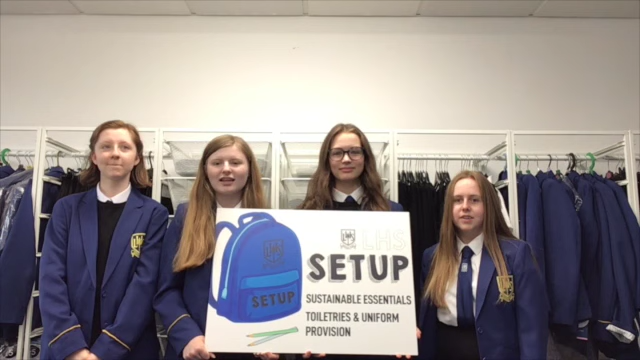 LHS
SETUP
SETUP
SUSTAINABLE ESSENTIALS
TOILETRIES & UNIFORM
PROVISION